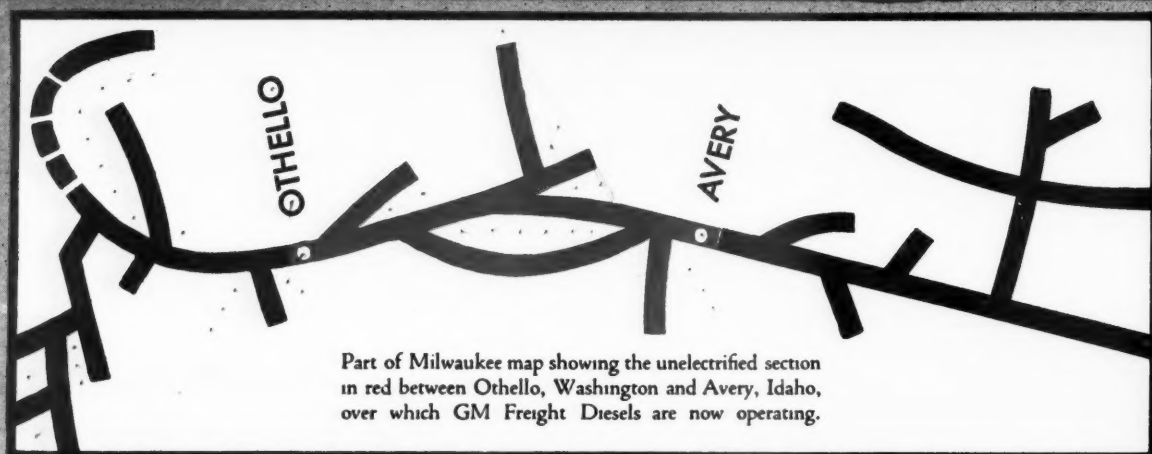 OTHELLO
AVERY
Part of Milwaukee map showing the unelectrified section
in red between Othello, Washington and Avery, Idaho,
over which GM Freight Diesels are now operating.